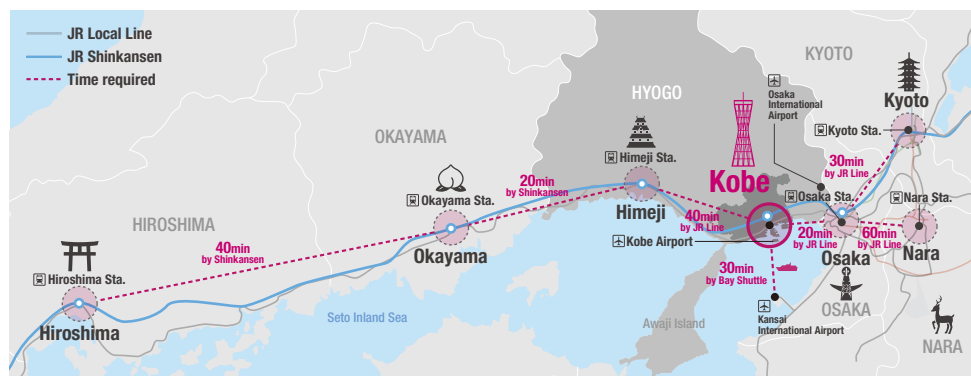 JR Local Line
JR Shinkansen
Time required
HIROSHIMA
OKAYAMA
HYOGO
KYOTO
OSAKA
NARA
Hiroshima Sta.
Hiroshima
40min
by Shinkansen
Okayama Sta.
Okayama
20min
by Shinkansen
Himeji Sta.
Himeji
40min
by JR Line
Kobe
Kobe Airport
30min
by Bay Shuttle
Kansai
International Airport
Osaka
International
Airport
Osaka Sta.
Osaka
20min
by JR Line
30min
by JR Line
Kyoto
Kyoto Sta.
60min
by JR Line
Nara Sta.
Nara
Seto Inland Sea
Awaji Island